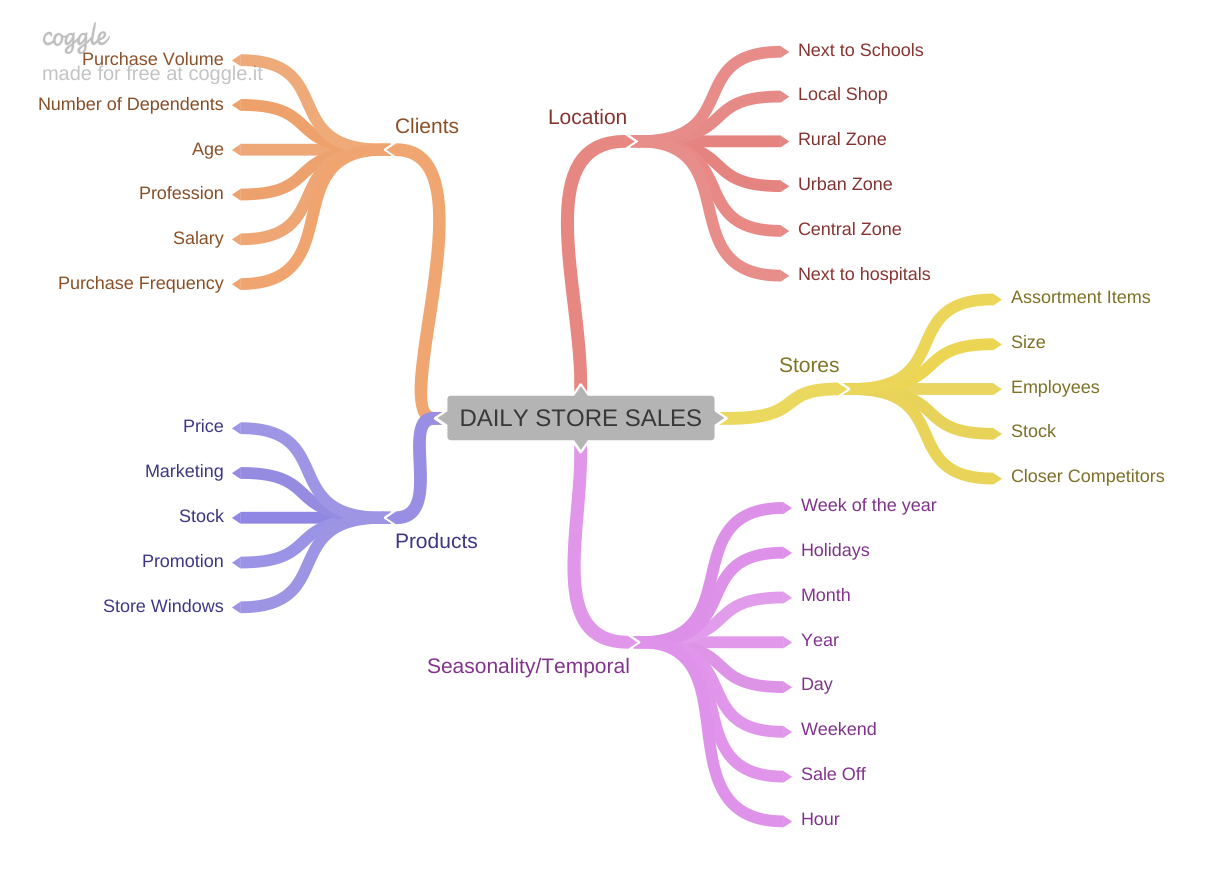 coggle
made for free at coggle.it
Clients
Purchase Volume
Number of Dependents
Age
Profession
Salary
Purchase Frequency
Location
Next to Schools
Local Shop
Rural Zone
Urban Zone
Central Zone
Next to hospitals
Stores
Assortment Items
Size
Employees
Stock
Closer Competitors
DAILY STORE SALES
Products
Price
Marketing
Stock
Promotion
Store Windows
Seasonality/Temporal
Week of the year
Holidays
Month
Year
Day
Weekend
Sale Off
Hour